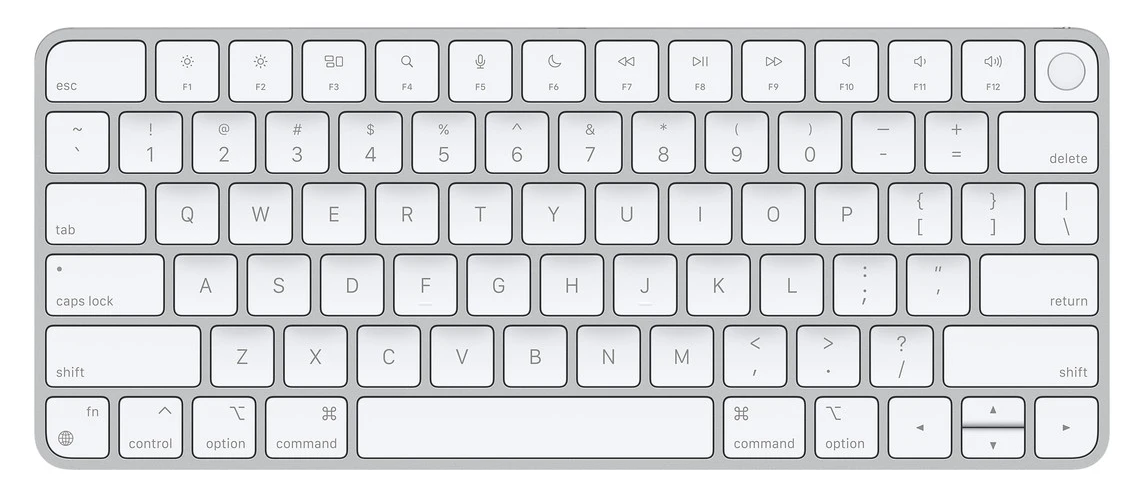 esc F1 F2 F3 F4 F5 F6 F7 F8 F9 F10 F11 F12
~ ! @ # $ % ^ & * ( ) — +
` 1 2 3 4 5 6 7 8 9 0 - = delete
tab Q W E R T Y U I O P { [ } ] | \
caps lock A S D F G H J K L : ; " ' return
shift Z X C V B N M < , > . ? / shift
fn ⌃ ⌥ ⌘ ⌘ ⌥
control option command command option